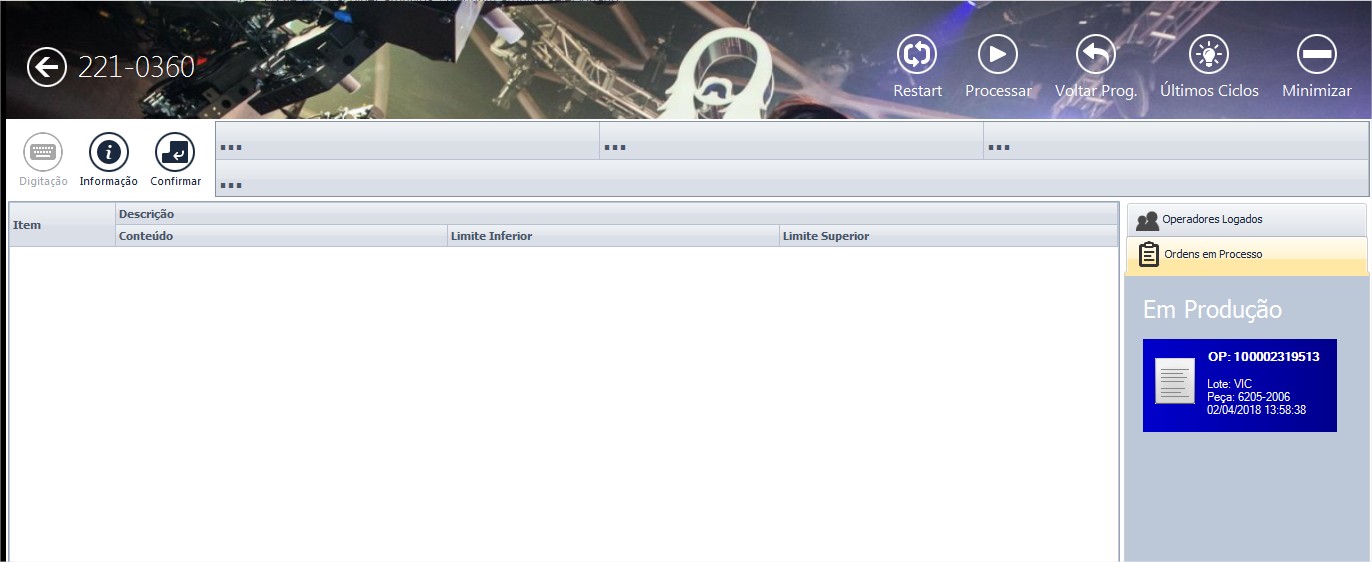 221-0360
Restart
Processar
Voltar Prog.
Últimos Ciclos
Minimizar
Digitação
Informação
Confirmar
...
...
...
...
Item
Descrição
Conteúdo
Limite Inferior
Limite Superior
Operadores Logados
Ordens em Processo
Em Produção
OP: 100002319513
Lote: VIC
Peça: 6205-2006
02/04/2018 13:58:38